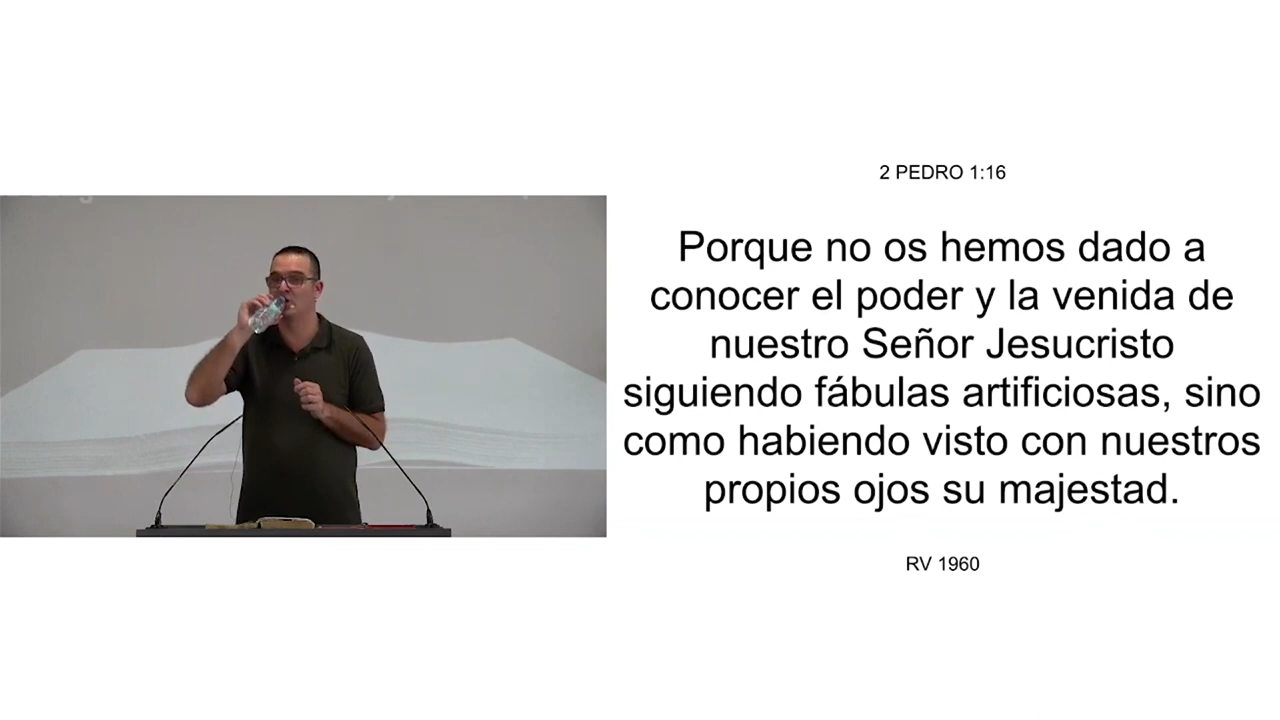 2 PEDRO 1:16
Porque no os hemos dado a
conocer el poder y la venida de
nuestro Señor Jesucristo
siguiendo fábulas artificiosas, sino
como habiendo visto con nuestros
propios ojos su majestad.
RV 1960